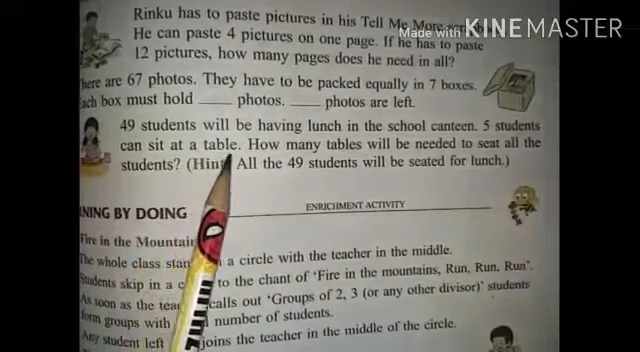 Rinku has to paste pictures in his Tell Me More
Made with KINEMASTER
He can paste 4 pictures on one page. If he has to paste
12 pictures, how many pages does he need in all?
here are 67 photos. They have to be packed equally in 7 boxes.
ach box must hold ____ photos. ____ photos are left.
49 students will be having lunch in the school canteen. 5 students
can sit at a table. How many tables will be needed to seat all the
students? (Hint All the 49 students will be seated for lunch.)
NING BY DOING
ENRICHMENT ACTIVITY
Fire in the Mountain
The whole class stan a circle with the teacher in the middle.
Students skip in a c to the chant of 'Fire in the mountains, Run, Run, Run'.
As soon as the tea calls out 'Groups of 2, 3 (or any other divisor)' students
form groups with number of students.
Any student left joins the teacher in the middle of the circle.